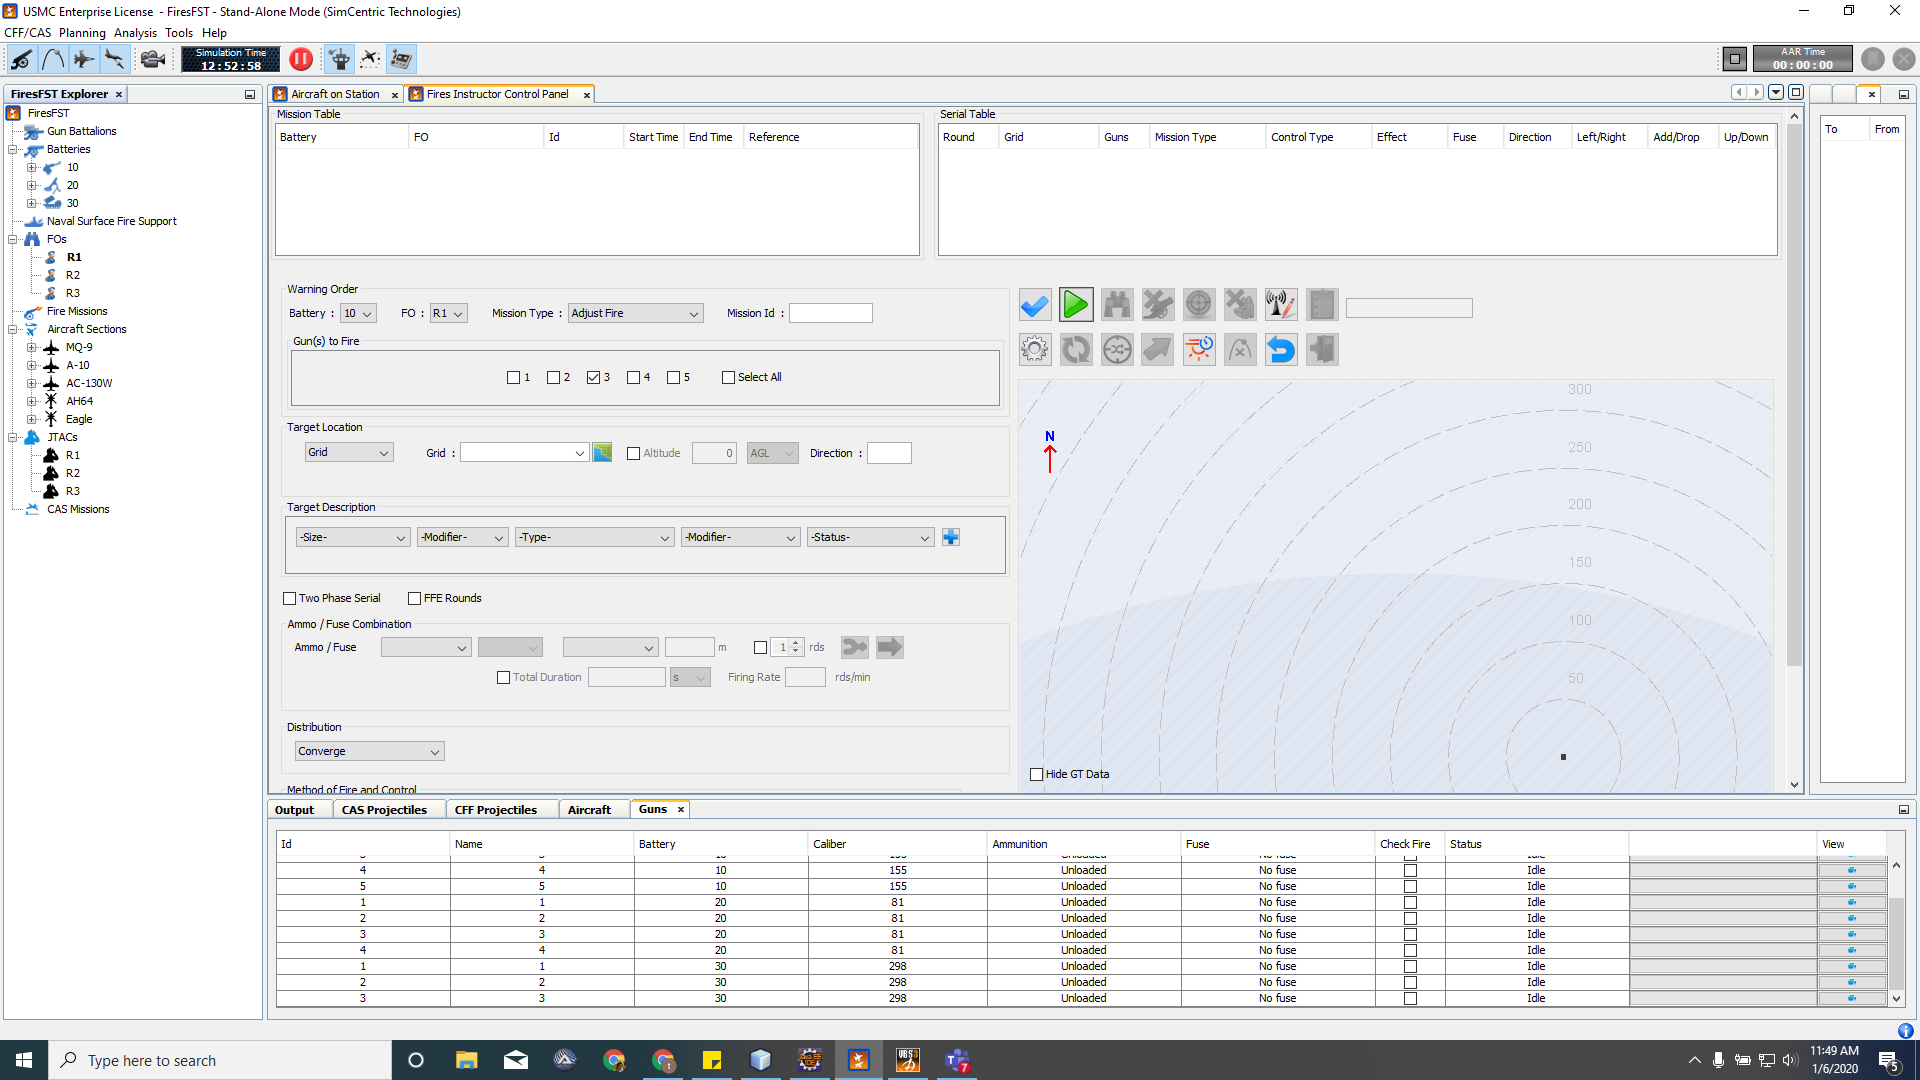 USMC Enterprise License - FiresFST - Stand-Alone Mode (SimCentric Technologies)
CFF/CAS Planning Analysis Tools Help
Simulation Time
12:52:58
AAR Time
00:00:00
FiresFST Explorer
FiresFST
Gun Battalions
Batteries
10
20
30
Naval Surface Fire Support
FOs
R1
R2
R3
Fire Missions
Aircraft Sections
MQ-9
A-10
AC-130W
AH64
Eagle
JTACs
R1
R2
R3
CAS Missions
Aircraft on Station
Fires Instructor Control Panel
Mission Table
Battery FO Id Start Time End Time Reference
Serial Table
Round Grid Guns Mission Type Control Type Effect Fuse Direction Left/Right Add/Drop Up/Down
To From
Warning Order
Battery : 10 FO : R1 Mission Type : Adjust Fire Mission Id :
Gun(s) to Fire
1 2 3 4 5 Select All
Target Location
Grid Grid : Altitude 0 AGL Direction :
Target Description
-Size- -Modifier- -Type- -Modifier- -Status-
Two Phase Serial FFE Rounds
Ammo / Fuse Combination
Ammo / Fuse m 1 rds
Total Duration s Firing Rate rds/min
Distribution
Converge
Method of Fire and Control
N
300
250
200
150
100
50
Hide GT Data
Output CAS Projectiles CFF Projectiles Aircraft Guns
Id Name Battery Caliber Ammunition Fuse Check Fire Status View
3 3 10 155 Unloaded No fuse Idle
4 4 10 155 Unloaded No fuse Idle
5 5 10 155 Unloaded No fuse Idle
1 1 20 81 Unloaded No fuse Idle
2 2 20 81 Unloaded No fuse Idle
3 3 20 81 Unloaded No fuse Idle
4 4 20 81 Unloaded No fuse Idle
1 1 30 298 Unloaded No fuse Idle
2 2 30 298 Unloaded No fuse Idle
3 3 30 298 Unloaded No fuse Idle
Type here to search
VBS3
7
11:49 AM
1/6/2020
5